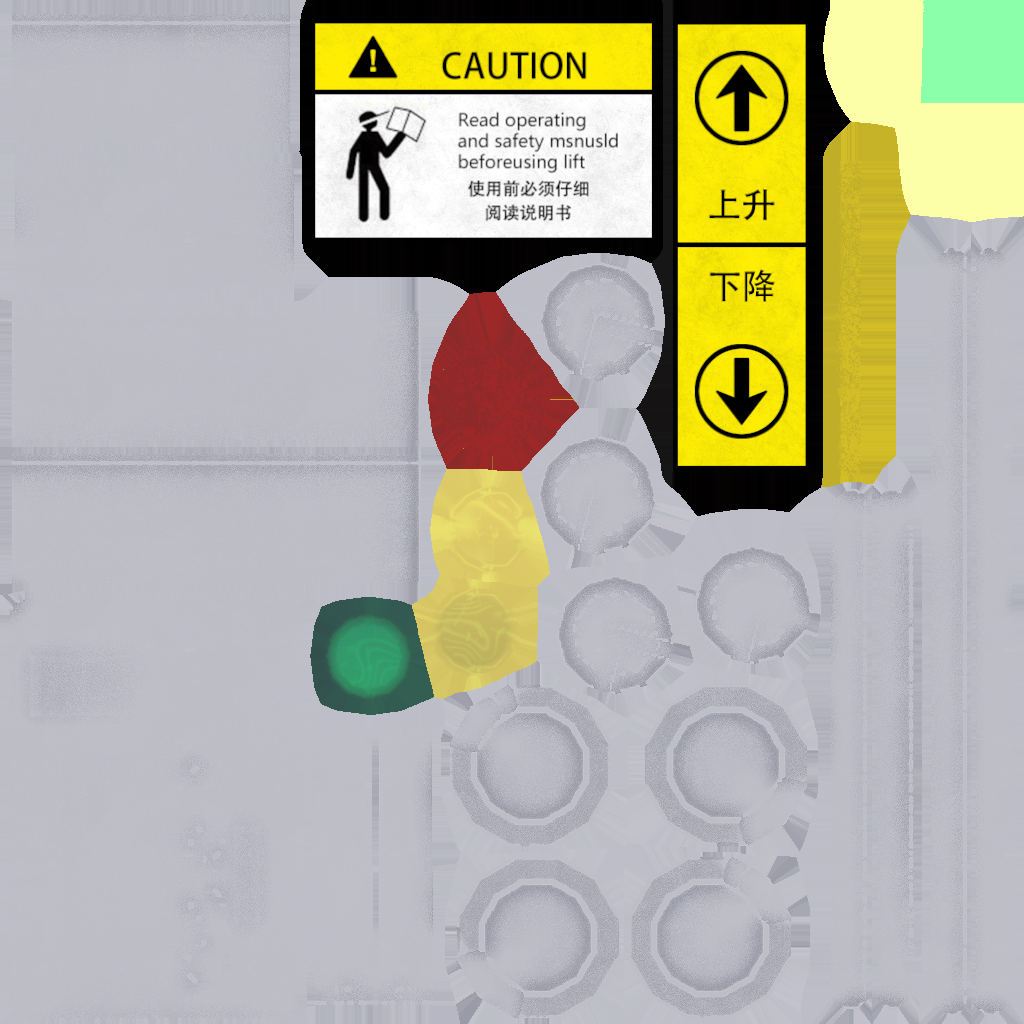 CAUTION
Read operating
and safety msnusld
beforeusing lift
使用前必须仔细
阅读说明书
上升
下降